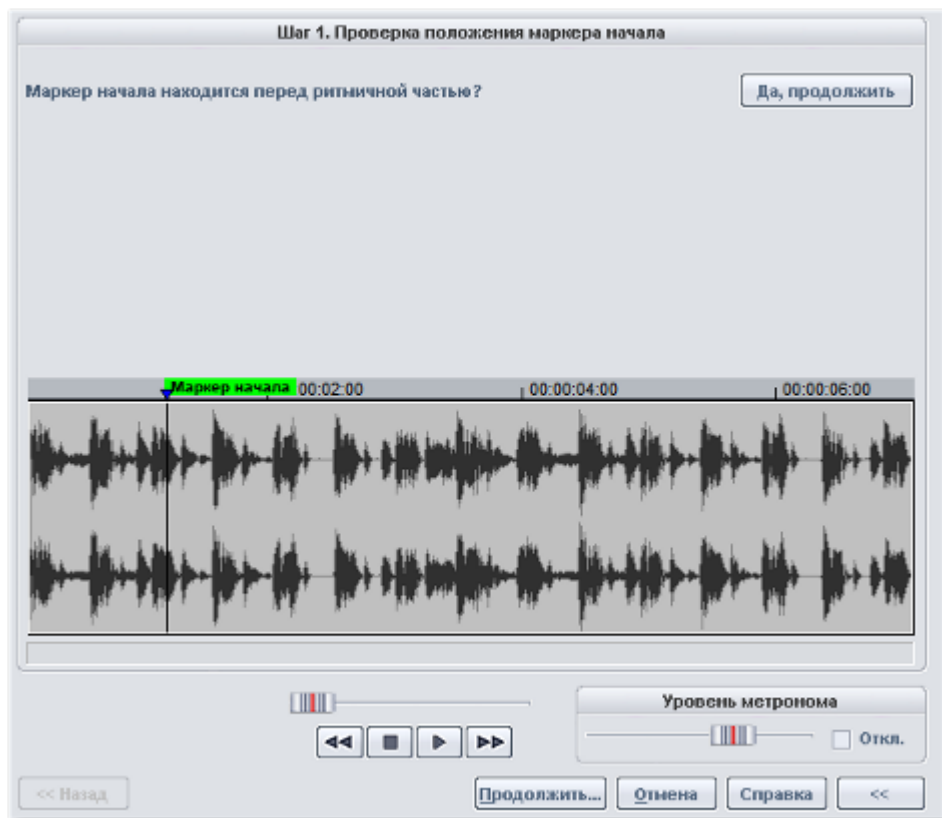 Шаг 1. Проверка положения маркера начала
Маркер начала находится перед ритмичной частью?
Да, продолжить
Маркер начала 00:02:00 00:00:04:00 00:00:06:00
Уровень метронома
Откл.
<< Назад Продолжить... Отмена Справка <<